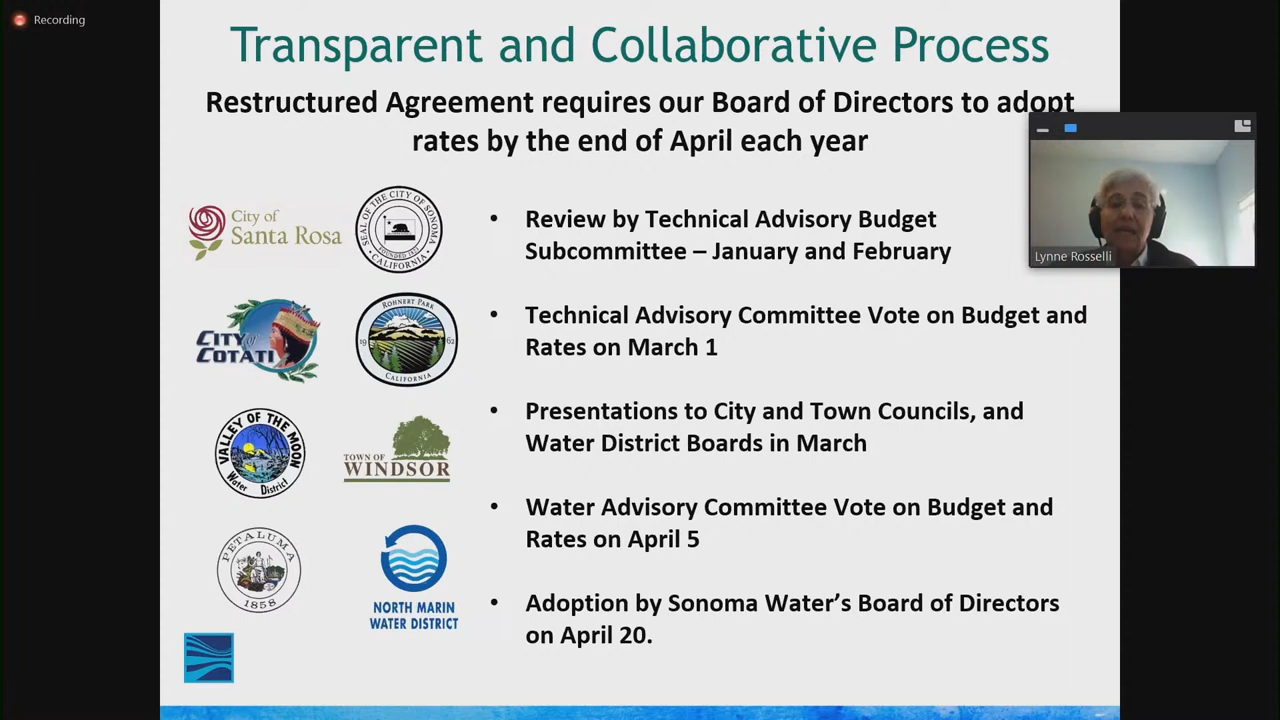 Recording
Transparent and Collaborative Process
Restructured Agreement requires our Board of Directors to adopt
rates by the end of April each year
City of
Santa Rosa
SEAL OF THE CITY OF SONOMA
CALIFORNIA
• Review by Technical Advisory Budget
Subcommittee – January and February
Lynne Rosselli
CITY of
COTATI
ROHNERT PARK
19 62
CALIFORNIA
• Technical Advisory Committee Vote on Budget and
Rates on March 1
VALLEY OF THE MOON
Water District
TOWN OF
WINDSOR
• Presentations to City and Town Councils, and
Water District Boards in March
• Water Advisory Committee Vote on Budget and
Rates on April 5
PETALUMA
1858
NORTH MARIN
WATER DISTRICT
• Adoption by Sonoma Water’s Board of Directors
on April 20.